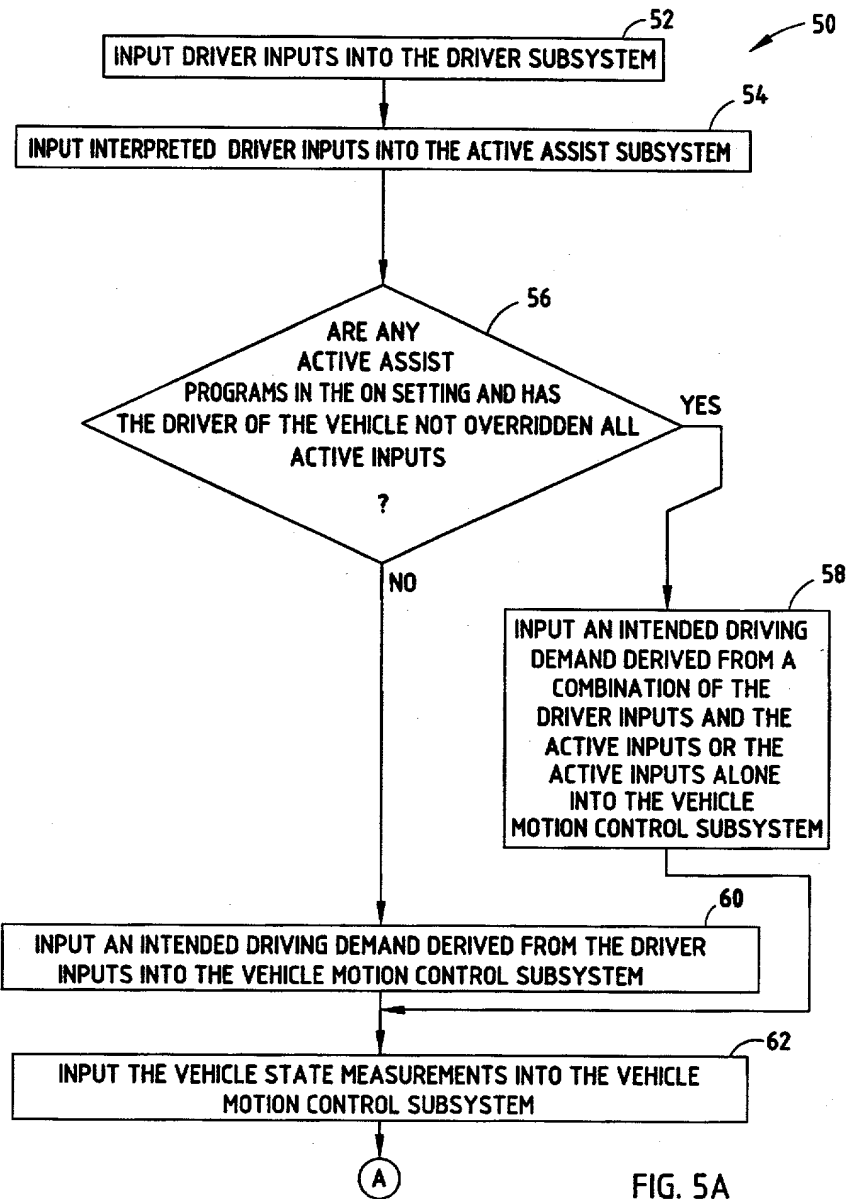 52
50
INPUT DRIVER INPUTS INTO THE DRIVER SUBSYSTEM
54
INPUT INTERPRETED DRIVER INPUTS INTO THE ACTIVE ASSIST SUBSYSTEM
56
ARE ANY
ACTIVE ASSIST
PROGRAMS IN THE ON SETTING AND HAS
THE DRIVER OF THE VEHICLE NOT OVERRIDDEN ALL
ACTIVE INPUTS
?
YES
NO
58
INPUT AN INTENDED DRIVING
DEMAND DERIVED FROM A
COMBINATION OF THE
DRIVER INPUTS AND THE
ACTIVE INPUTS OR THE
ACTIVE INPUTS ALONE
INTO THE VEHICLE
MOTION CONTROL SUBSYSTEM
60
INPUT AN INTENDED DRIVING DEMAND DERIVED FROM THE DRIVER
INPUTS INTO THE VEHICLE MOTION CONTROL SUBSYSTEM
62
INPUT THE VEHICLE STATE MEASUREMENTS INTO THE VEHICLE
MOTION CONTROL SUBSYSTEM
A
FIG. 5A